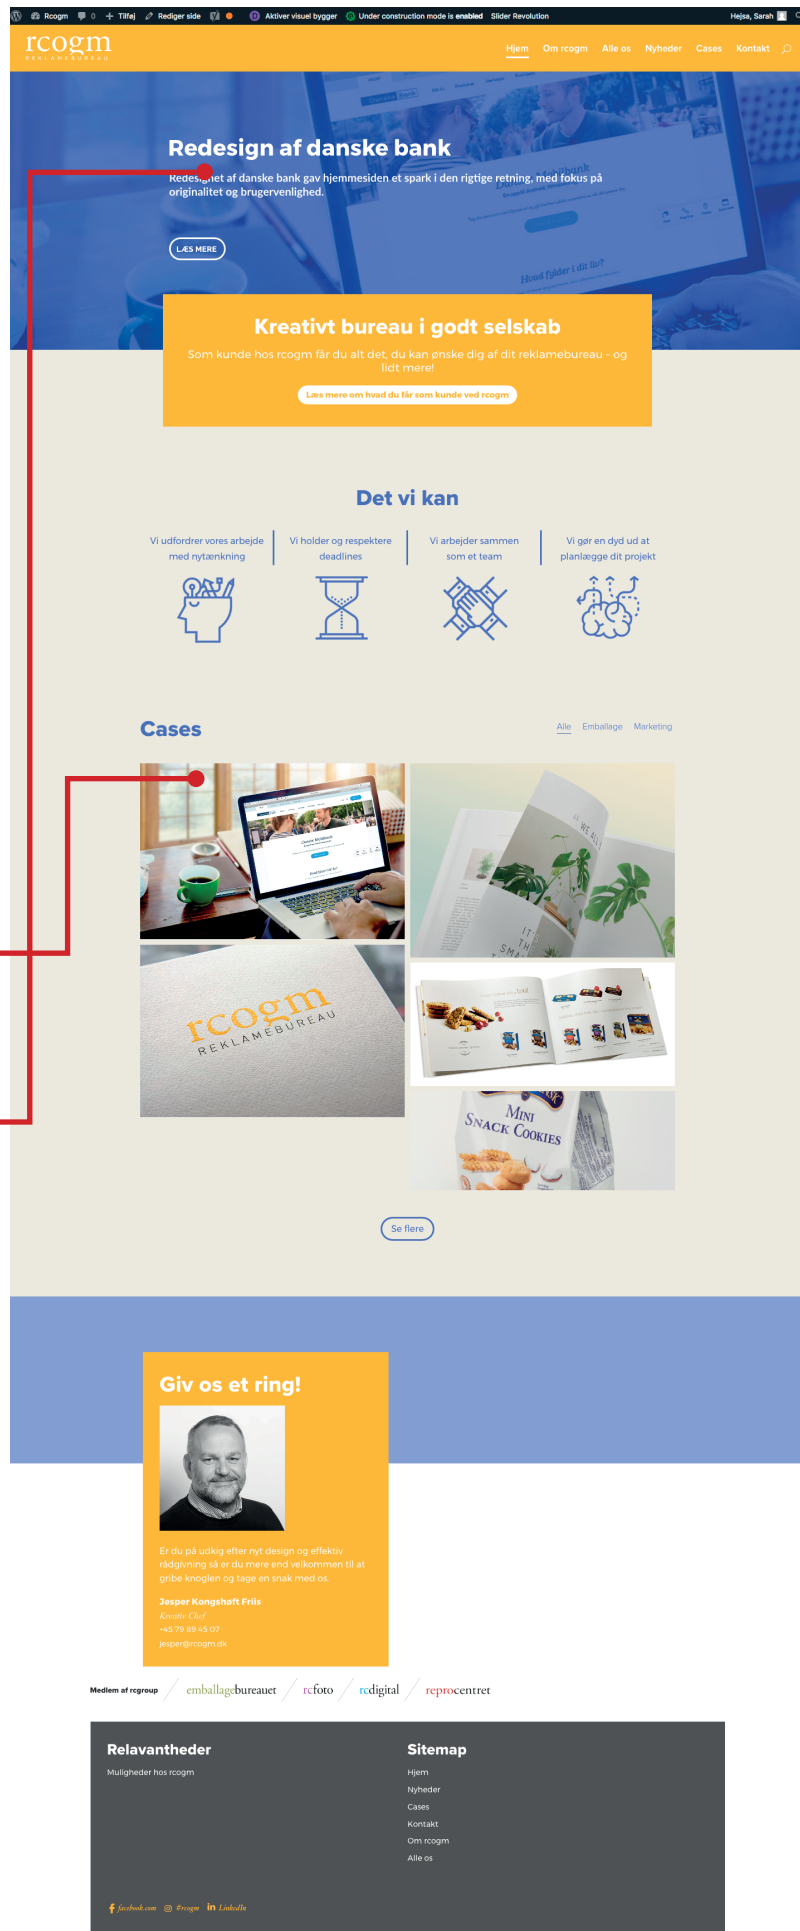 Rcogm 0 Tilføj Rediger side Aktiver visuel bygger Under construction mode is enabled Slider Revolution Hejsa, Sarah
rcogm
REKLAMEBUREAU
Hjem Om rcogm Alle os Nyheder Cases Kontakt
Redesign af danske bank
Redesignet af danske bank gav hjemmesiden et spark i den rigtige retning, med fokus på
originalitet og brugervenlighed.
LÆS MERE
Danske Mobilbank
Hvad fylder i dit liv?
Kreativt bureau i godt selskab
Som kunde hos rcogm får du alt det, du kan ønske dig af dit reklamebureau – og
lidt mere!
Læs mere om hvad du får som kunde ved rcogm
Det vi kan
Vi udfordrer vores arbejde
med nytænkning
Vi holder og respektere
deadlines
Vi arbejder sammen
som et team
Vi gør en dyd ud at
planlægge dit projekt
Cases
Alle Emballage Marketing
Danske Mobilbank
"WE ALL
IT'
TH
SMA
rcogm
REKLAMEBUREAU
MINI
SNACK COOKIES
Se flere
Giv os et ring!
Er du på udkig efter nyt design og effektiv
rådgivning så er du mere end velkommen til at
gribe knoglen og tage en snak med os.
Jesper Kongshøft Friis
Kreativ Chef
+45 79 89 45 07
jesper@rcogm.dk
Medlem af rcgroup emballagebureauet rcfoto rcdigital reprocentret
Relavantheder
Muligheder hos rcogm
Sitemap
Hjem
Nyheder
Cases
Kontakt
Om rcogm
Alle os
facebook.com #rcogm LinkedIn